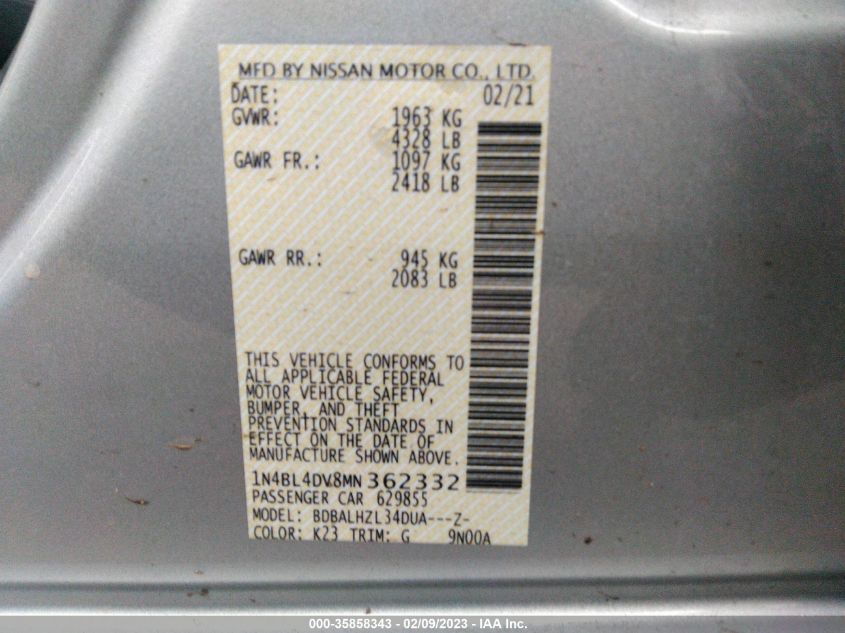 MFD BY NISSAN MOTOR CO., LTD.
DATE: 02/21
GVWR: 1963 KG
4328 LB
GAWR FR.: 1097 KG
2418 LB
GAWR RR.: 945 KG
2083 LB
THIS VEHICLE CONFORMS TO
ALL APPLICABLE FEDERAL
MOTOR VEHICLE SAFETY,
BUMPER, AND THEFT
PREVENTION STANDARDS IN
EFFECT ON THE DATE OF
MANUFACTURE SHOWN ABOVE.
1N4BL4DV8MN362332
PASSENGER CAR 629855
MODEL: BDBALHZL34DUA---Z-
COLOR: K23 TRIM: G 9N00A
000-35858343 - 02/09/2023 - IAA Inc.